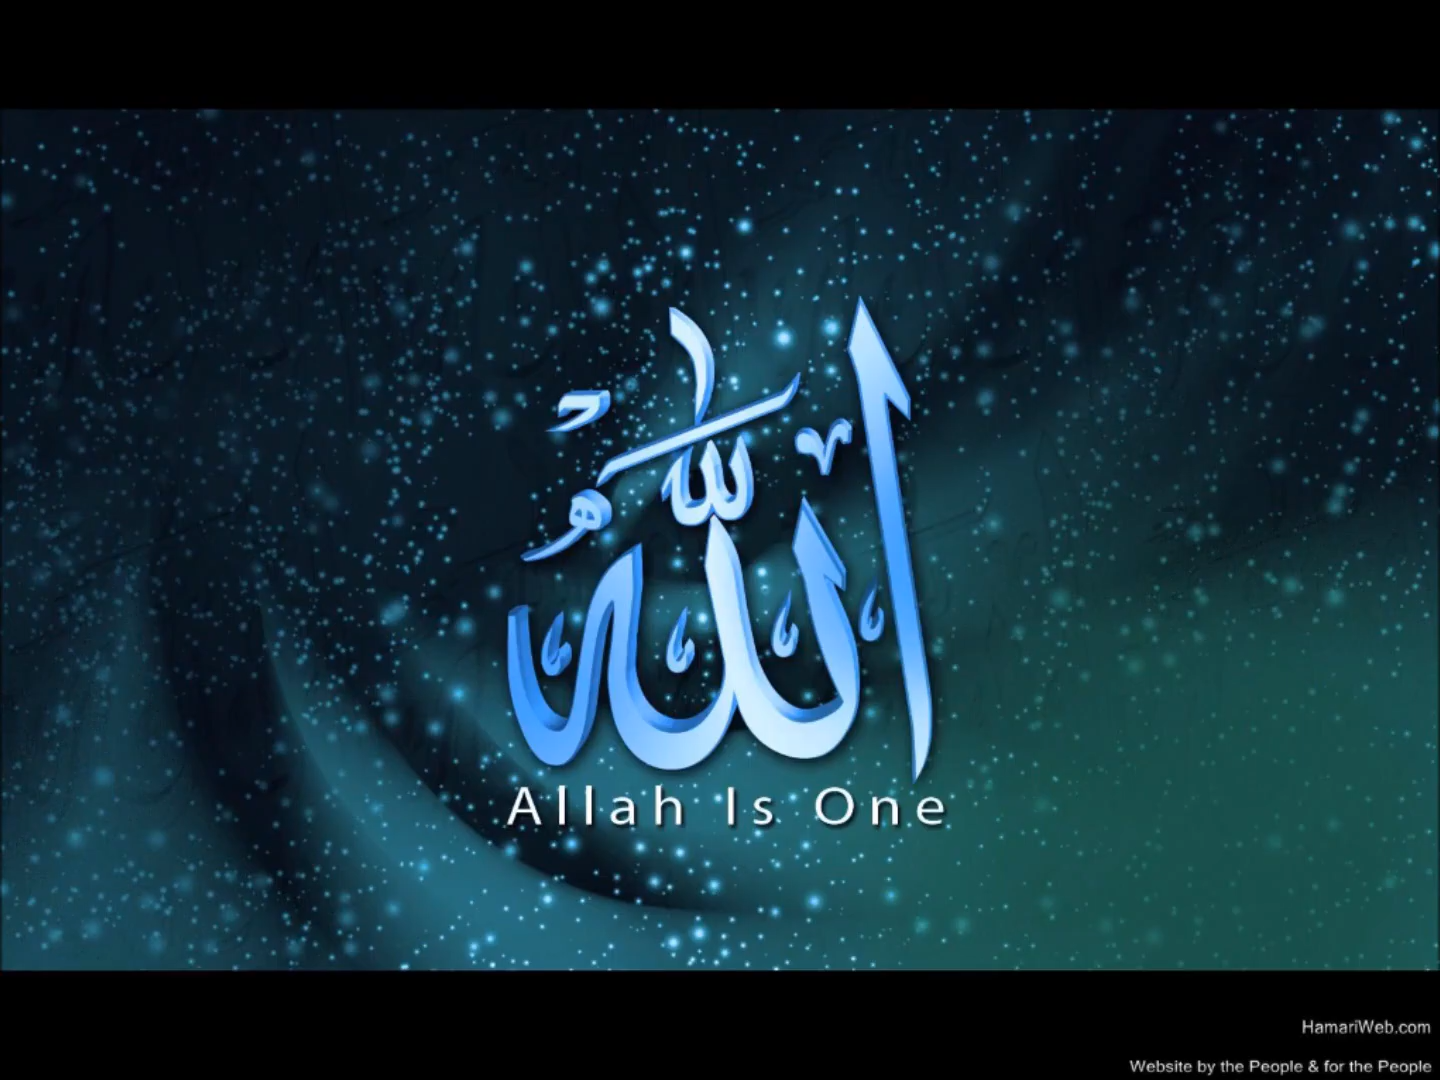 اللّٰهُ
Allah Is One
HamariWeb.com
Website by the People & for the People